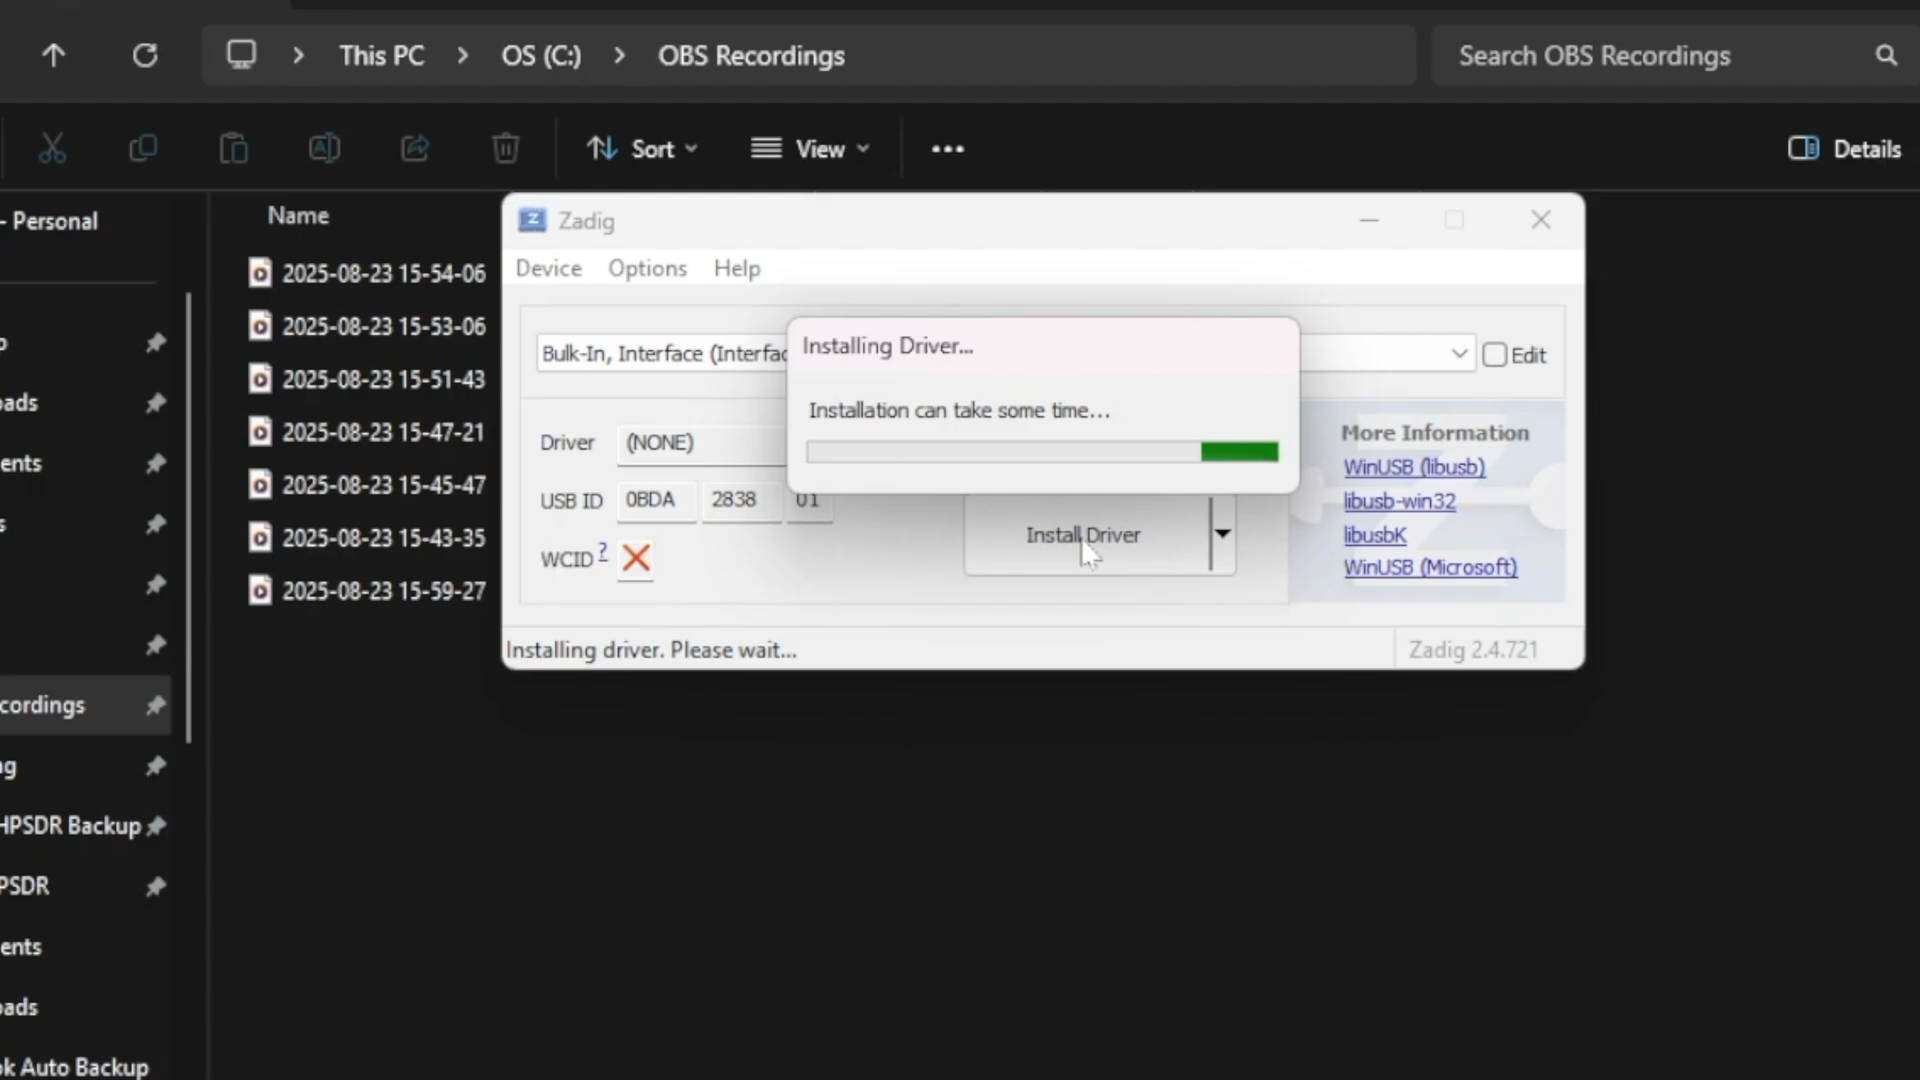 This PC > OS (C:) > OBS Recordings
Search OBS Recordings
Sort
View
Details
- Personal
Name
2025-08-23 15-54-06
2025-08-23 15-53-06
2025-08-23 15-51-43
2025-08-23 15-47-21
2025-08-23 15-45-47
2025-08-23 15-43-35
2025-08-23 15-59-27
ads
ents
s
cordings
ng
HPSDR Backup
PSDR
ents
ads
ok Auto Backup
Zadig
Device Options Help
Bulk-In, Interface (Interfac
Edit
Installing Driver...
Installation can take some time...
Driver (NONE)
USB ID 0BDA 2838 01
WCID ?
Install Driver
More Information
WinUSB (libusb)
libusb-win32
libusbK
WinUSB (Microsoft)
Installing driver. Please wait...
Zadig 2.4.721